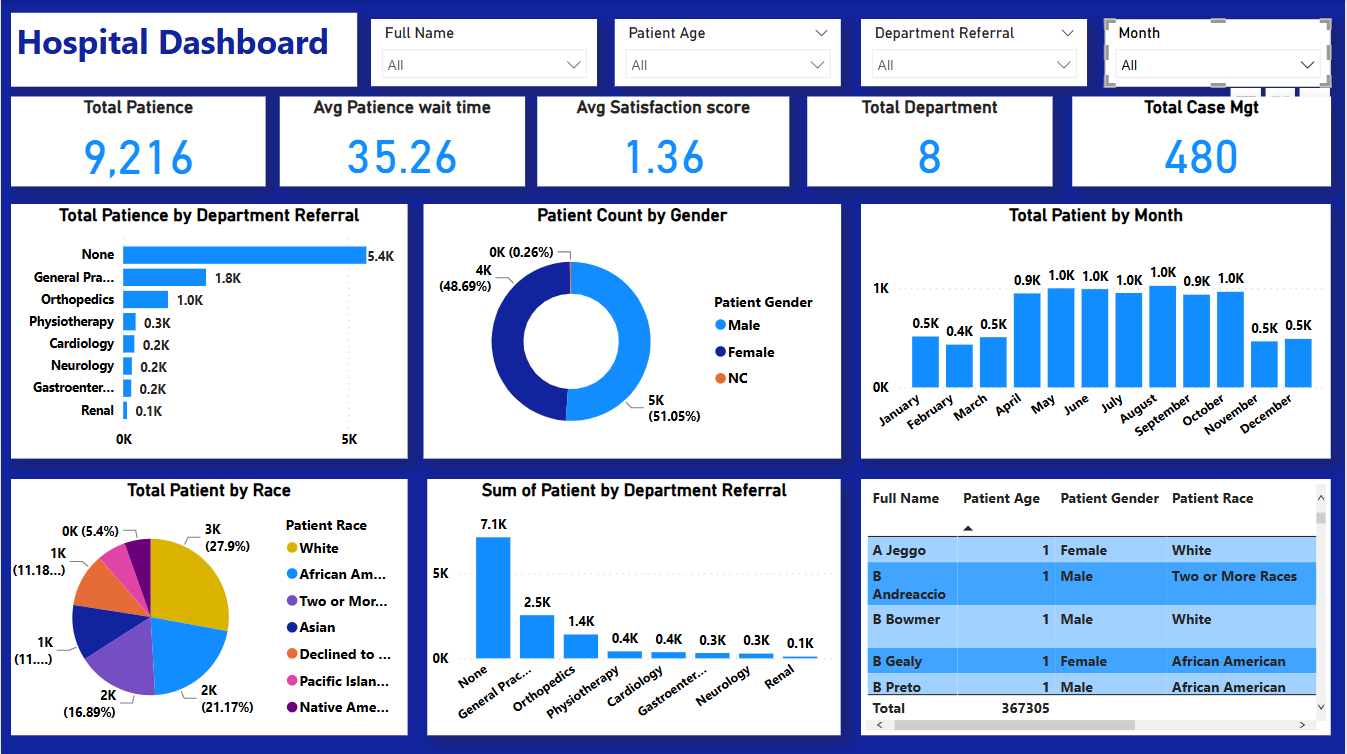 Hospital Dashboard
Full Name
All
Patient Age
All
Department Referral
All
Month
All
Total Patience
9,216
Avg Patience wait time
35.26
Avg Satisfaction score
1.36
Total Department
8
Total Case Mgt
480
Total Patience by Department Referral
None
5.4K
General Pra...
1.8K
Orthopedics
1.0K
Physiotherapy
0.3K
Cardiology
0.2K
Neurology
0.2K
Gastroenter...
0.2K
Renal
0.1K
0K
5K
Patient Count by Gender
0K (0.26%)
4K
(48.69%)
5K
(51.05%)
Patient Gender
Male
Female
NC
Total Patient by Month
1K
0K
0.5K
0.4K
0.5K
0.9K
1.0K
1.0K
1.0K
1.0K
0.9K
1.0K
0.5K
0.5K
January
February
March
April
May
June
July
August
September
October
November
December
Total Patient by Race
0K (5.4%)
3K
(27.9%)
1K
(11.18...)
1K
(11....)
2K
(16.89%)
2K
(21.17%)
Patient Race
White
African Am...
Two or Mor...
Asian
Declined to ...
Pacific Islan...
Native Ame...
Sum of Patient by Department Referral
5K
0K
7.1K
2.5K
1.4K
0.4K
0.4K
0.3K
0.3K
0.1K
None
General Prac...
Orthopedics
Physiotherapy
Cardiology
Gastroenter...
Neurology
Renal
Full Name Patient Age Patient Gender Patient Race
A Jeggo 1 Female White
B 1 Male Two or More Races
Andreaccio
B Bowmer 1 Male White
B Gealy 1 Female African American
B Preto 1 Male African American
Total 367305